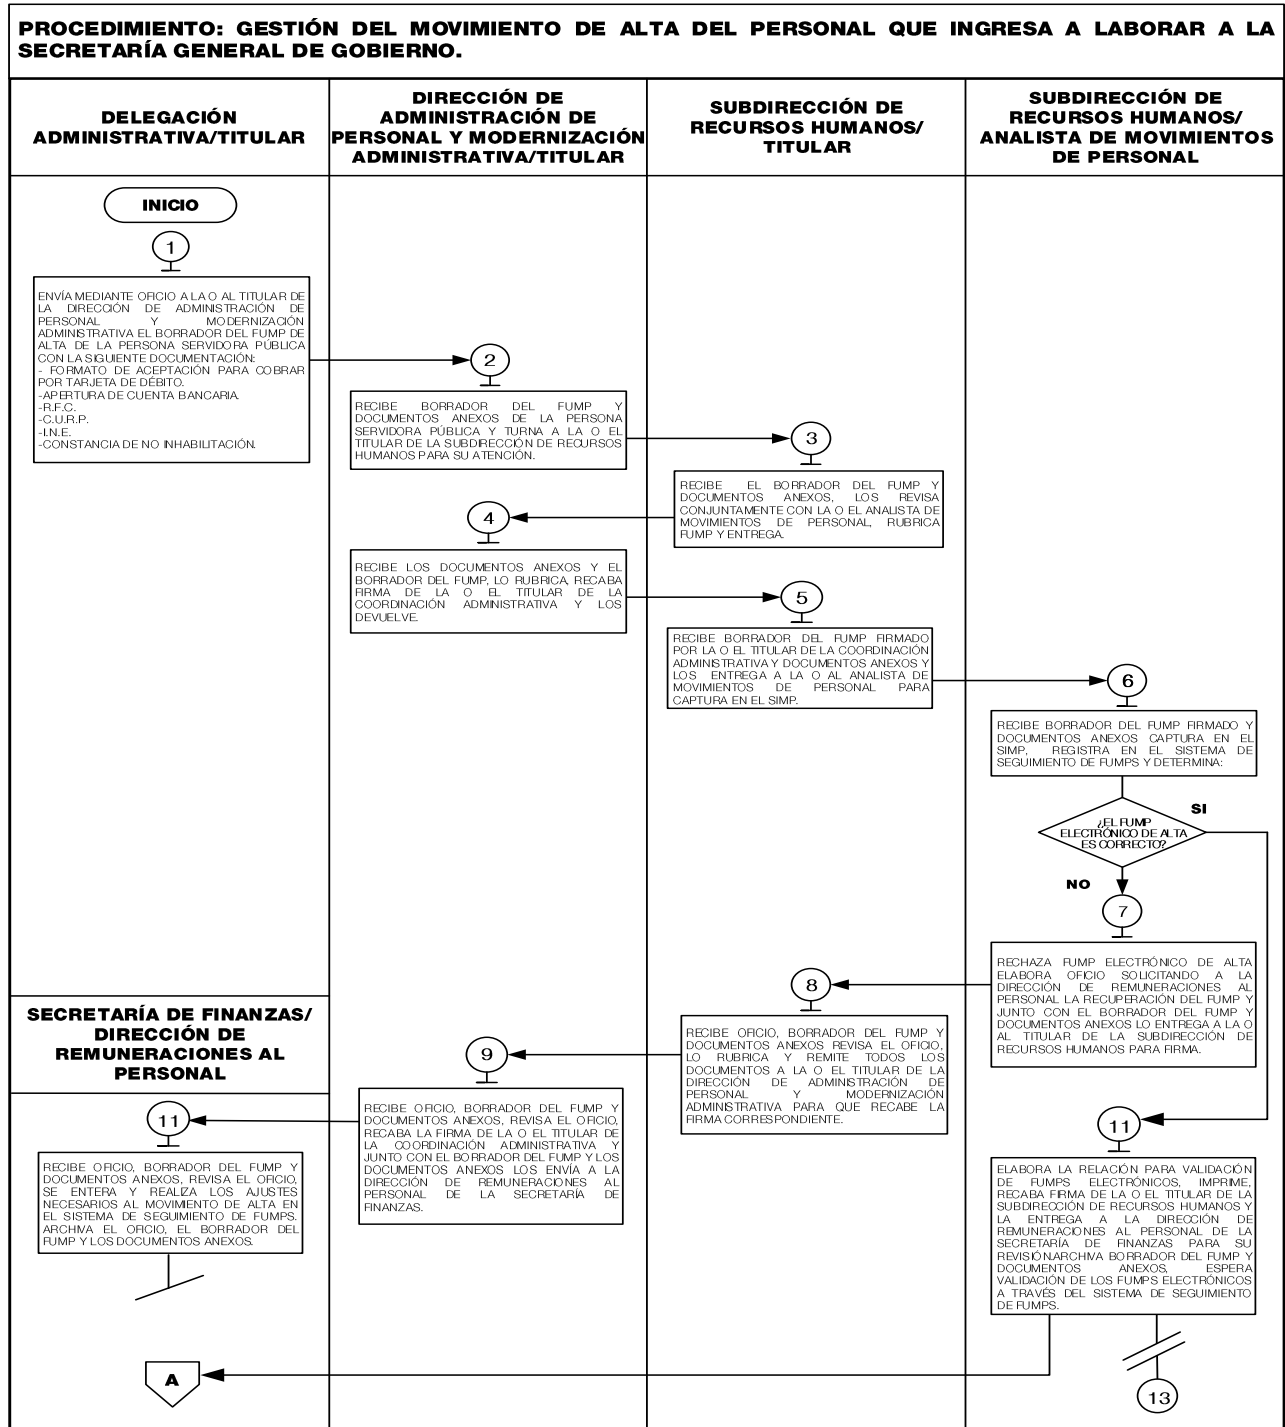 PROCEDIMIENTO: GESTIÓN DEL MOVIMIENTO DE ALTA DEL PERSONAL QUE INGRESA A LABORAR A LA
SECRETARÍA GENERAL DE GOBIERNO.
DELEGACIÓN
ADMINISTRATIVA/TITULAR
DIRECCIÓN DE
ADMINISTRACIÓN DE
PERSONAL Y MODERNIZACIÓN
ADMINISTRATIVA/TITULAR
SUBDIRECCIÓN DE
RECURSOS HUMANOS/
TITULAR
SUBDIRECCIÓN DE
RECURSOS HUMANOS/
ANALISTA DE MOVIMIENTOS
DE PERSONAL
INICIO
1
ENVÍA MEDIANTE OFICIO A LA O AL TITULAR DE
LA DIRECCIÓN DE ADMINISTRACIÓN DE
PERSONAL Y MODERNIZACIÓN
ADMINISTRATIVA EL BORRADOR DEL FUMP DE
ALTA DE LA PERSONA SERVIDORA PÚBLICA
CON LA SIGUIENTE DOCUMENTACIÓN:
- FORMATO DE ACEPTACIÓN PARA COBRAR
POR TARJETA DE DÉBITO.
-APERTURA DE CUENTA BANCARIA.
-R.F.C.
-C.U.R.P.
-I.N.E.
-CONSTANCIA DE NO INHABILITACIÓN.
2
RECIBE BORRADOR DEL FUMP Y
DOCUMENTOS ANEXOS DE LA PERSONA
SERVIDORA PÚBLICA Y TURNA A LA O EL
TITULAR DE LA SUBDIRECCIÓN DE RECURSOS
HUMANOS PARA SU ATENCIÓN.
3
RECIBE EL BORRADOR DEL FUMP Y
DOCUMENTOS ANEXOS, LOS REVISA
CONJUNTAMENTE CON LA O EL ANALISTA DE
MOVIMIENTOS DE PERSONAL, RUBRICA
FUMP Y ENTREGA.
4
RECIBE LOS DOCUMENTOS ANEXOS Y EL
BORRADOR DEL FUMP, LO RUBRICA, RECABA
FIRMA DE LA O EL TITULAR DE LA
COORDINACIÓN ADMINISTRATIVA Y LOS
DEVUELVE.
5
RECIBE BORRADOR DEL FUMP FIRMADO
POR LA O EL TITULAR DE LA COORDINACIÓN
ADMINISTRATIVA Y DOCUMENTOS ANEXOS Y
LOS ENTREGA A LA O AL ANALISTA DE
MOVIMIENTOS DE PERSONAL PARA
CAPTURA EN EL SIMP.
6
RECIBE BORRADOR DEL FUMP FIRMADO Y
DOCUMENTOS ANEXOS CAPTURA EN EL
SIMP, REGISTRA EN EL SISTEMA DE
SEGUIMIENTO DE FUMPS Y DETERMINA:
¿EL FUMP
ELECTRÓNICO DE ALTA
ES CORRECTO?
SI
NO
7
RECHAZA FUMP ELECTRÓNICO DE ALTA
ELABORA OFICIO SOLICITANDO A LA
DIRECCIÓN DE REMUNERACIONES AL
PERSONAL LA RECUPERACIÓN DEL FUMP Y
JUNTO CON EL BORRADOR DEL FUMP Y
DOCUMENTOS ANEXOS LO ENTREGA A LA O
AL TITULAR DE LA SUBDIRECCIÓN DE
RECURSOS HUMANOS PARA FIRMA.
8
RECIBE OFICIO, BORRADOR DEL FUMP Y
DOCUMENTOS ANEXOS REVISA EL OFICIO,
LO RUBRICA Y REMITE TODOS LOS
DOCUMENTOS A LA O EL TITULAR DE LA
DIRECCIÓN DE ADMINISTRACIÓN DE
PERSONAL Y MODERNIZACIÓN
ADMINISTRATIVA PARA QUE RECABE LA
FIRMA CORRESPONDIENTE.
9
RECIBE OFICIO, BORRADOR DEL FUMP Y
DOCUMENTOS ANEXOS, REVISA EL OFICIO,
RECABA LA FIRMA DE LA O EL TITULAR DE
LA COORDINACIÓN ADMINISTRATIVA Y
JUNTO CON EL BORRADOR DEL FUMP Y LOS
DOCUMENTOS ANEXOS LOS ENVÍA A LA
DIRECCIÓN DE REMUNERACIONES AL
PERSONAL DE LA SECRETARÍA DE
FINANZAS.
SECRETARÍA DE FINANZAS/
DIRECCIÓN DE
REMUNERACIONES AL
PERSONAL
11
RECIBE OFICIO, BORRADOR DEL FUMP Y
DOCUMENTOS ANEXOS, REVISA EL OFICIO,
SE ENTERA Y REALIZA LOS AJUSTES
NECESARIOS AL MOVIMIENTO DE ALTA EN
EL SISTEMA DE SEGUIMIENTO DE FUMPS.
ARCHIVA EL OFICIO, EL BORRADOR DEL
FUMP Y LOS DOCUMENTOS ANEXOS.
11
ELABORA LA RELACIÓN PARA VALIDACIÓN
DE FUMPS ELECTRÓNICOS, IMPRIME,
RECABA FIRMA DE LA O EL TITULAR DE LA
SUBDIRECCIÓN DE RECURSOS HUMANOS Y
LA ENTREGA A LA DIRECCIÓN DE
REMUNERACIONES AL PERSONAL DE LA
SECRETARÍA DE FINANZAS PARA SU
REVISIÓN.ARCHIVA BORRADOR DEL FUMP Y
DOCUMENTOS ANEXOS, ESPERA
VALIDACIÓN DE LOS FUMPS ELECTRÓNICOS
A TRAVÉS DEL SISTEMA DE SEGUIMIENTO
DE FUMPS.
A
13